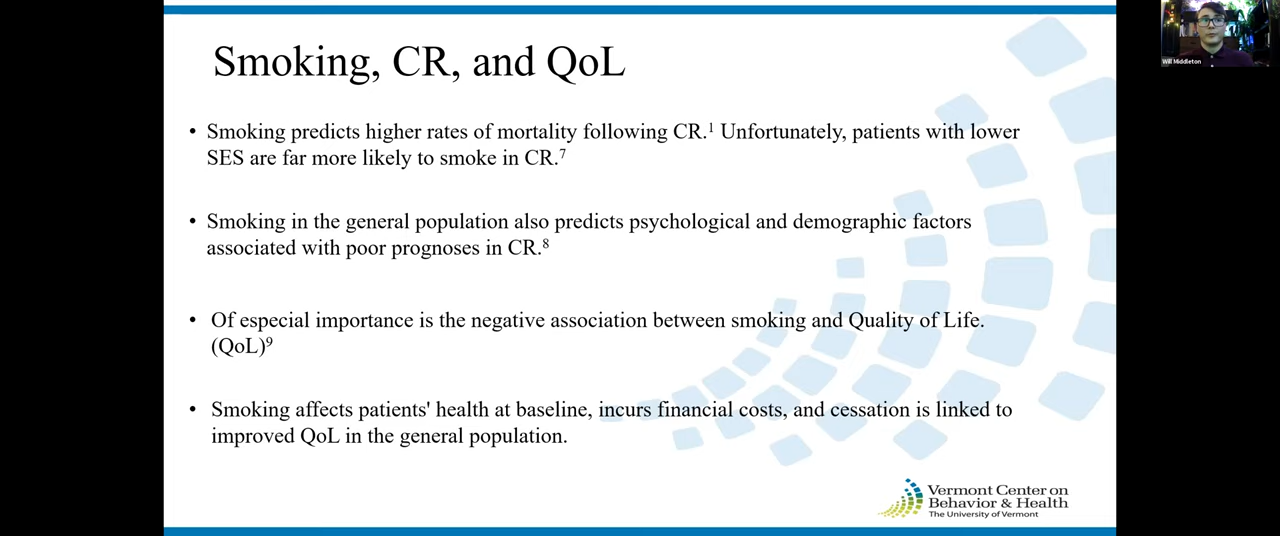 Smoking, CR, and QoL
• Smoking predicts higher rates of mortality following CR.¹ Unfortunately, patients with lower
SES are far more likely to smoke in CR.⁷
• Smoking in the general population also predicts psychological and demographic factors
associated with poor prognoses in CR.⁸
• Of especial importance is the negative association between smoking and Quality of Life.
(QoL)⁹
• Smoking affects patients' health at baseline, incurs financial costs, and cessation is linked to
improved QoL in the general population.
Vermont Center on
Behavior & Health
The University of Vermont
Will Middleton